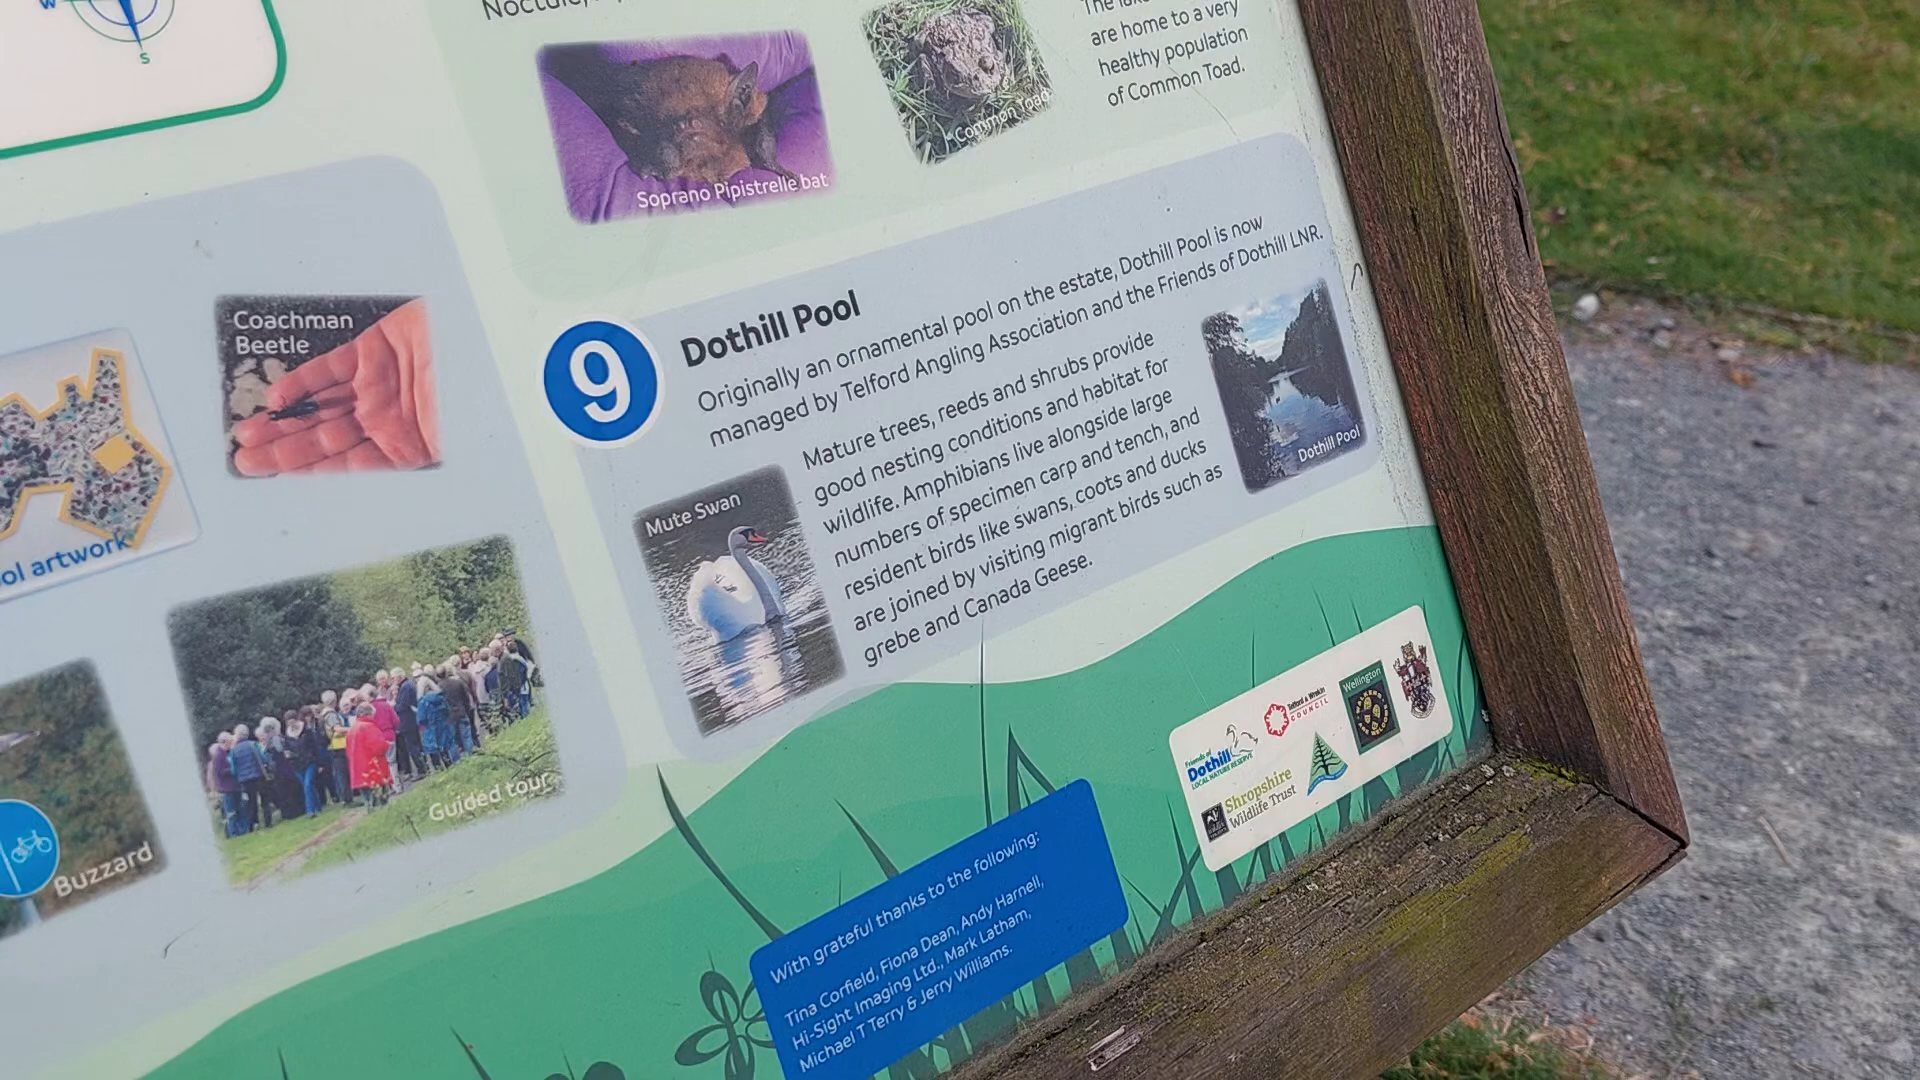 W
S
Noctule,
Soprano Pipistrelle bat
Common Toad
The
are home to a very
healthy population
of Common Toad.
Coachman
Beetle
ol artwork
Buzzard
Guided tour
9
Dothill Pool
Originally an ornamental pool on the estate, Dothill Pool is now
managed by Telford Angling Association and the Friends of Dothill LNR.
Mature trees, reeds and shrubs provide
good nesting conditions and habitat for
wildlife. Amphibians live alongside large
numbers of specimen carp and tench, and
resident birds like swans, coots and ducks
are joined by visiting migrant birds such as
grebe and Canada Geese.
Mute Swan
Dothill Pool
With grateful thanks to the following:
Tina Corfield, Fiona Dean, Andy Harnell,
Hi-Sight Imaging Ltd., Mark Latham,
Michael T Terry & Jerry Williams.
Friends of
Dothill
LOCAL NATURE RESERVE
Telford & Wrekin
COUNCIL
Wellington
WALKERS ARE WELCOME
Shropshire
Wildlife Trust